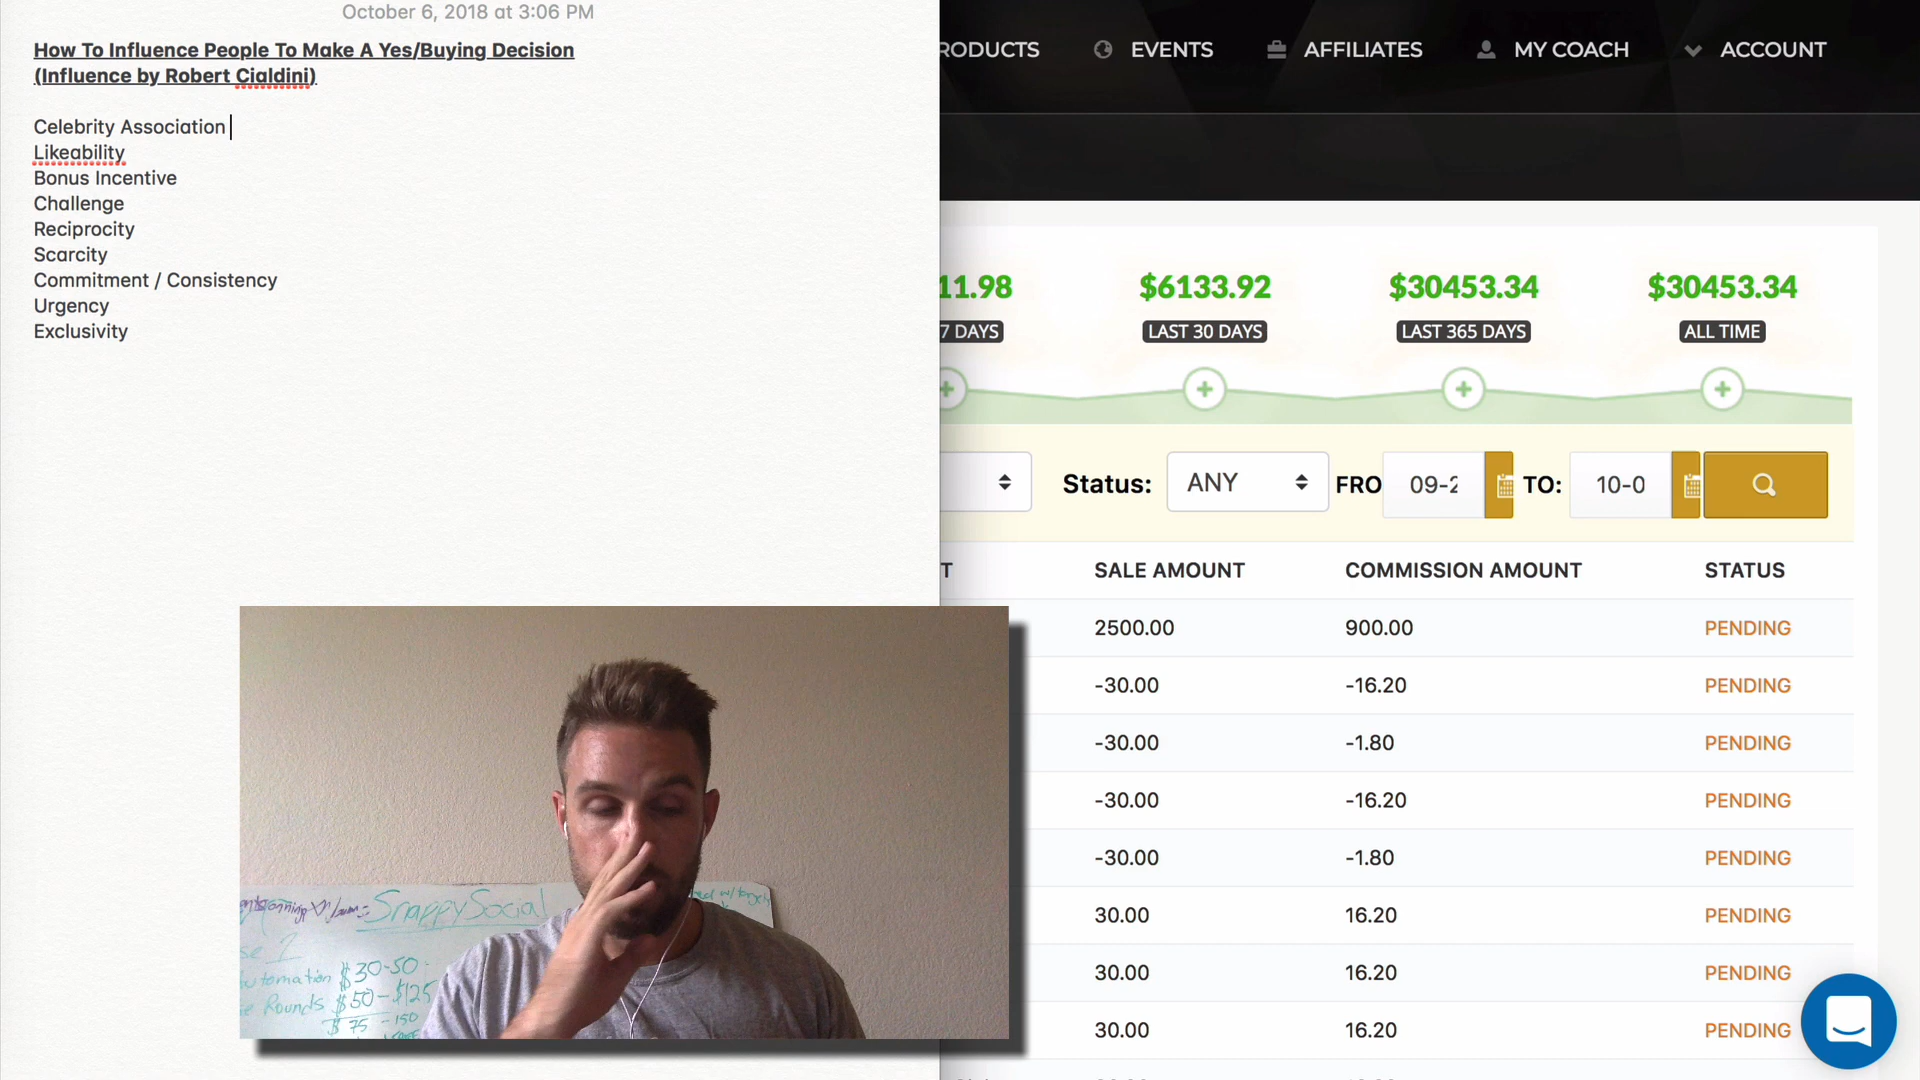 October 6, 2018 at 3:06 PM
How To Influence People To Make A Yes/Buying Decision
(Influence by Robert Cialdini)
Celebrity Association
Likeability
Bonus Incentive
Challenge
Reciprocity
Scarcity
Commitment / Consistency
Urgency
Exclusivity
RODUCTS EVENTS AFFILIATES MY COACH ACCOUNT
11.98 $6133.92 $30453.34 $30453.34
7 DAYS LAST 30 DAYS LAST 365 DAYS ALL TIME
Status: ANY FRO 09-2 TO: 10-0
T SALE AMOUNT COMMISSION AMOUNT STATUS
2500.00 900.00 PENDING
-30.00 -16.20 PENDING
-30.00 -1.80 PENDING
-30.00 -16.20 PENDING
-30.00 -1.80 PENDING
30.00 16.20 PENDING
30.00 16.20 PENDING
30.00 16.20 PENDING
SnappySocial
utomation $30-50
Rounds $50-$125
$75-150